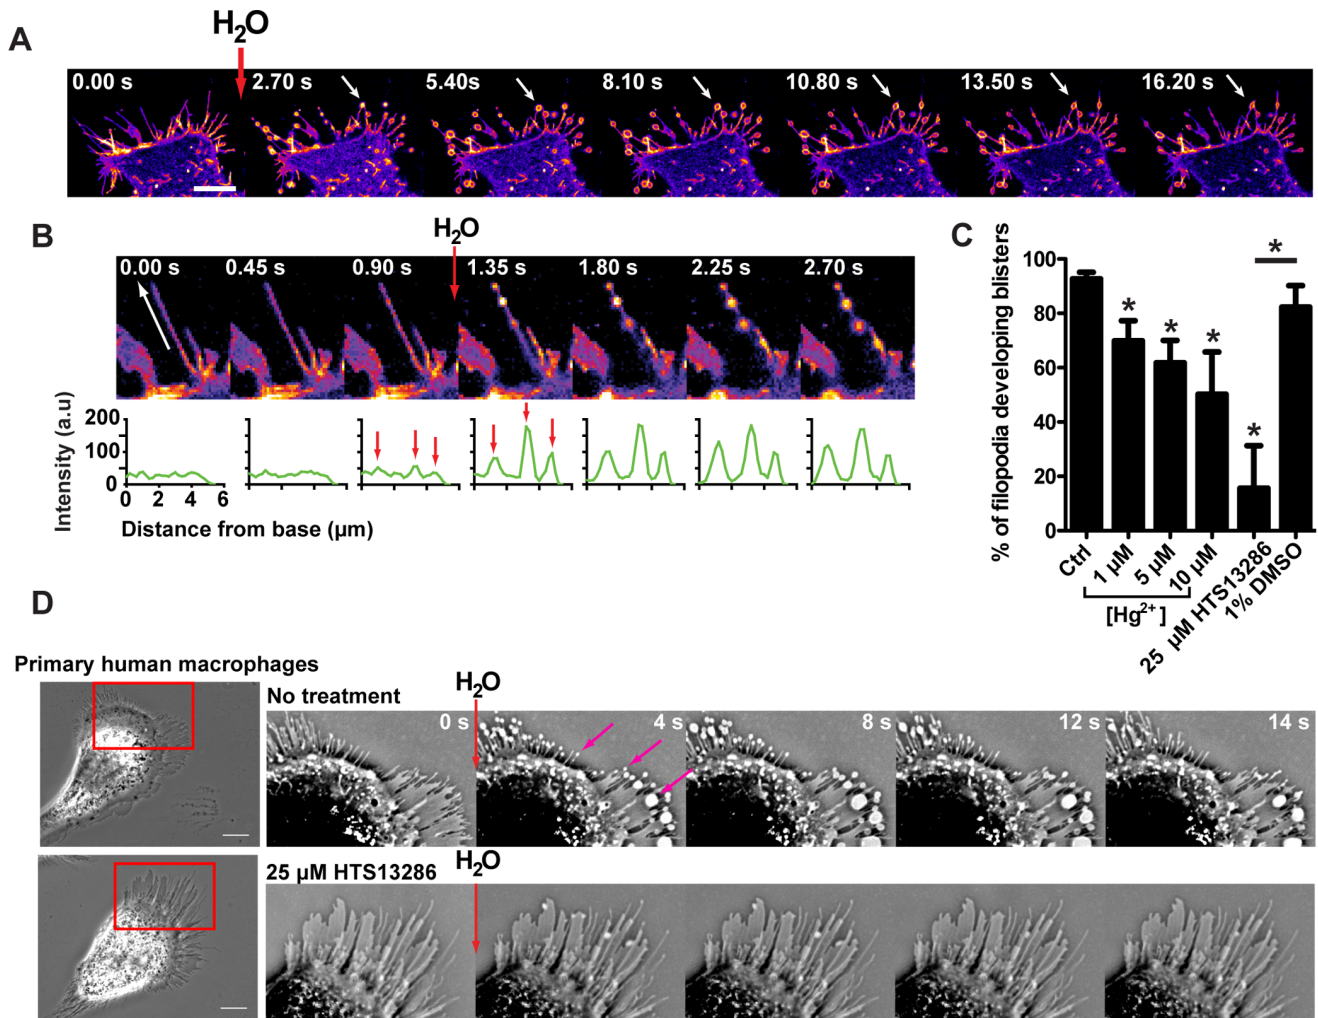 A
H₂O
0.00 s
2.70 s
5.40s
8.10 s
10.80 s
13.50 s
16.20 s
B
H₂O
0.00 s
0.45 s
0.90 s
1.35 s
1.80 s
2.25 s
2.70 s
Intensity (a.u)
200
100
0
0 2 4 6
Distance from base (µm)
C
% of filopodia developing blisters
100
80
60
40
20
0
* * * * *
Ctrl
1 µM
5 µM
10 µM
25 µM HTS13286
1% DMSO
[Hg²⁺]
D
Primary human macrophages
No treatment
H₂O
0 s
4 s
8 s
12 s
14 s
25 µM HTS13286
H₂O